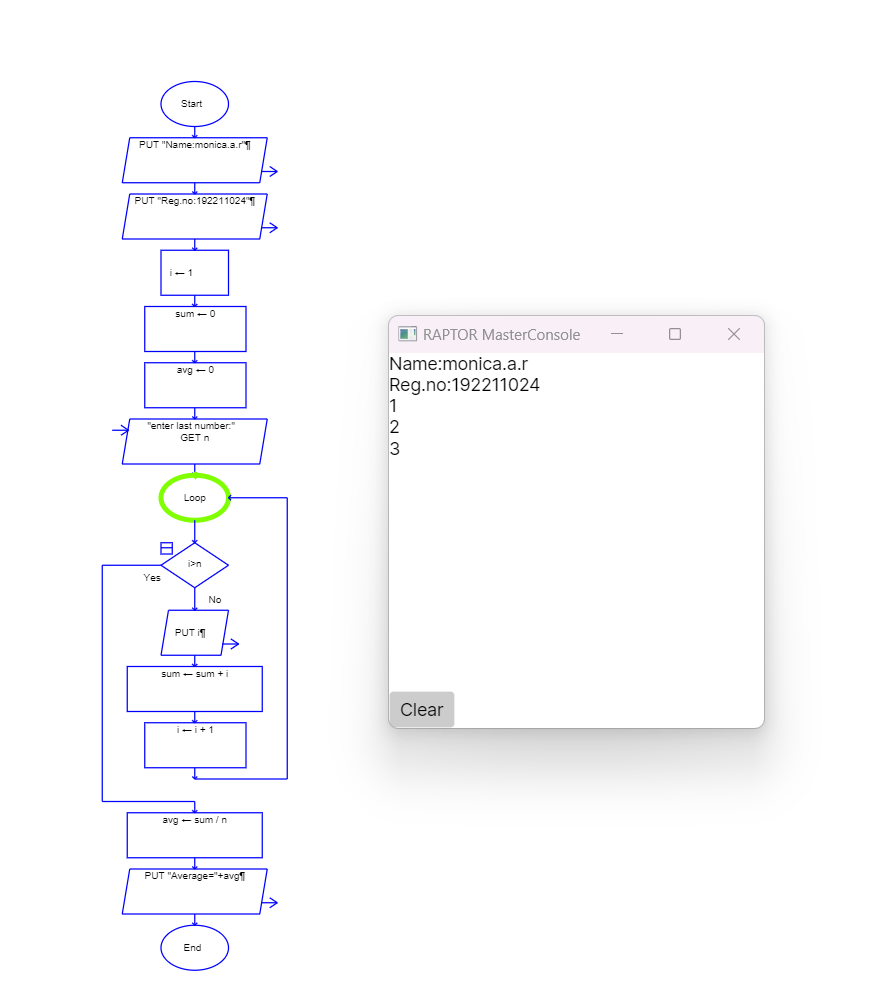 Start
PUT "Name:monica.a.r"¶
PUT "Reg.no:192211024"¶
i ← 1
sum ← 0
avg ← 0
"enter last number:"
GET n
Loop
i>n
Yes
No
PUT i¶
sum ← sum + i
i ← i + 1
avg ← sum / n
PUT "Average="+avg¶
End
RAPTOR MasterConsole
Name:monica.a.r
Reg.no:192211024
1
2
3
Clear